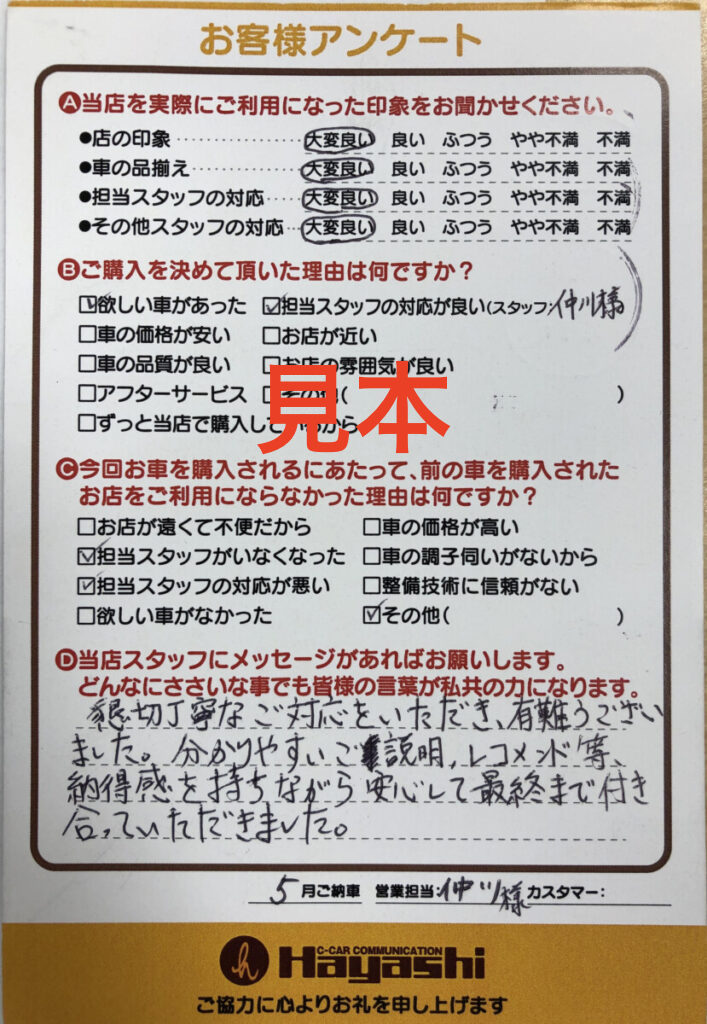 お客様アンケート
Ⓐ当店を実際にご利用になった印象をお聞かせください。
●店の印象 大変良い 良い ふつう やや不満 不満
●車の品揃え 大変良い 良い ふつう やや不満 不満
●担当スタッフの対応 大変良い 良い ふつう やや不満 不満
●その他スタッフの対応 大変良い 良い ふつう やや不満 不満
Ⓑご購入を決めて頂いた理由は何ですか？
☑欲しい車があった ☑担当スタッフの対応が良い(スタッフ:仲川様)
□車の価格が安い □お店が近い
□車の品質が良い □お店の雰囲気が良い
□アフターサービス □その他( )
□ずっと当店で購入しているから
見本
Ⓒ今回お車を購入されるにあたって、前の車を購入された
お店をご利用にならなかった理由は何ですか？
□お店が遠くて不便だから □車の価格が高い
☑担当スタッフがいなくなった □車の調子伺いがないから
☑担当スタッフの対応が悪い □整備技術に信頼がない
□欲しい車がなかった ☑その他( )
Ⓓ当店スタッフにメッセージがあればお願いします。
どんなにささいな事でも皆様の言葉が私共の力になります。
懇切丁寧なご対応をいただき、有難うござい
ました。分かりやすいご説明、レコメンド等、
納得感を持ちながら安心して最終まで付き
合っていただきました。
5月ご納車 営業担当:仲川様 カスタマー:
h C-CAR COMMUNICATION
Hayashi
ご協力に心よりお礼を申し上げます